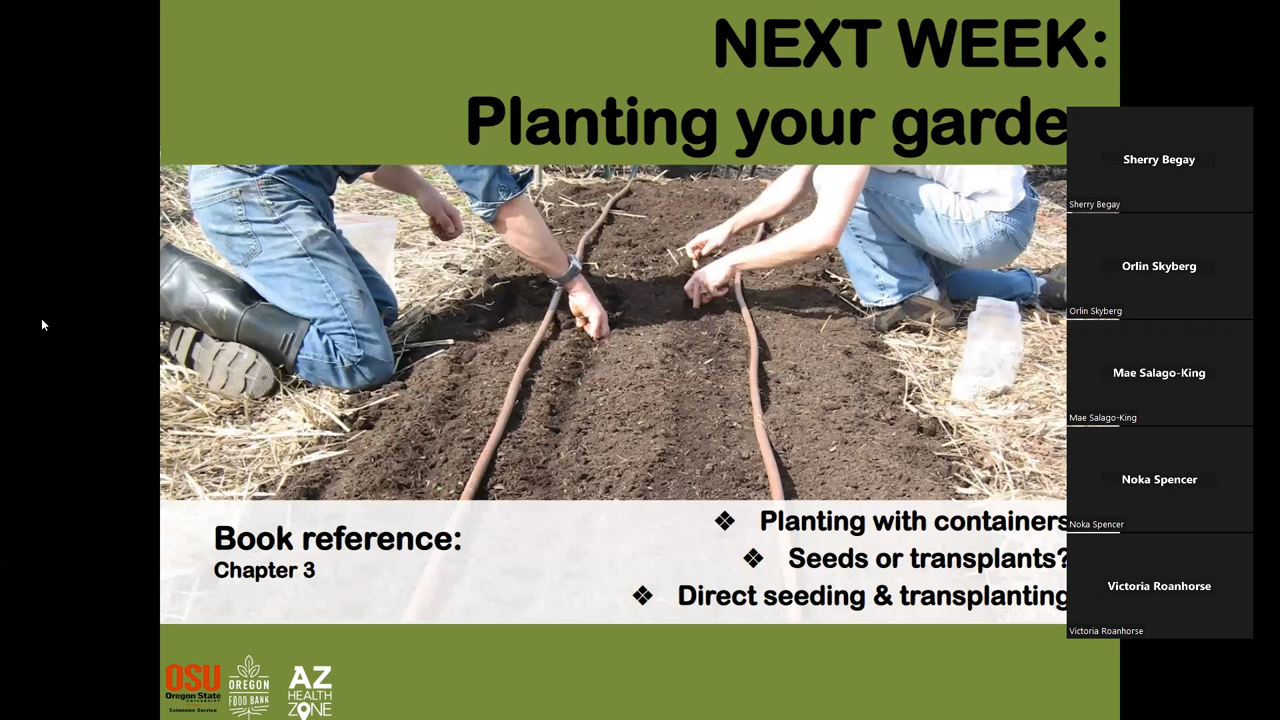 NEXT WEEK:
Planting your garde
Book reference:
Chapter 3
❖ Planting with containers
❖ Seeds or transplants?
❖ Direct seeding & transplanting
OSU
Oregon State
UNIVERSITY
Extension Service
OREGON
FOOD BANK
AZ
HEALTH
ZONE
Sherry Begay
Sherry Begay
Orlin Skyberg
Orlin Skyberg
Mae Salago-King
Mae Salago-King
Noka Spencer
Noka Spencer
Victoria Roanhorse
Victoria Roanhorse